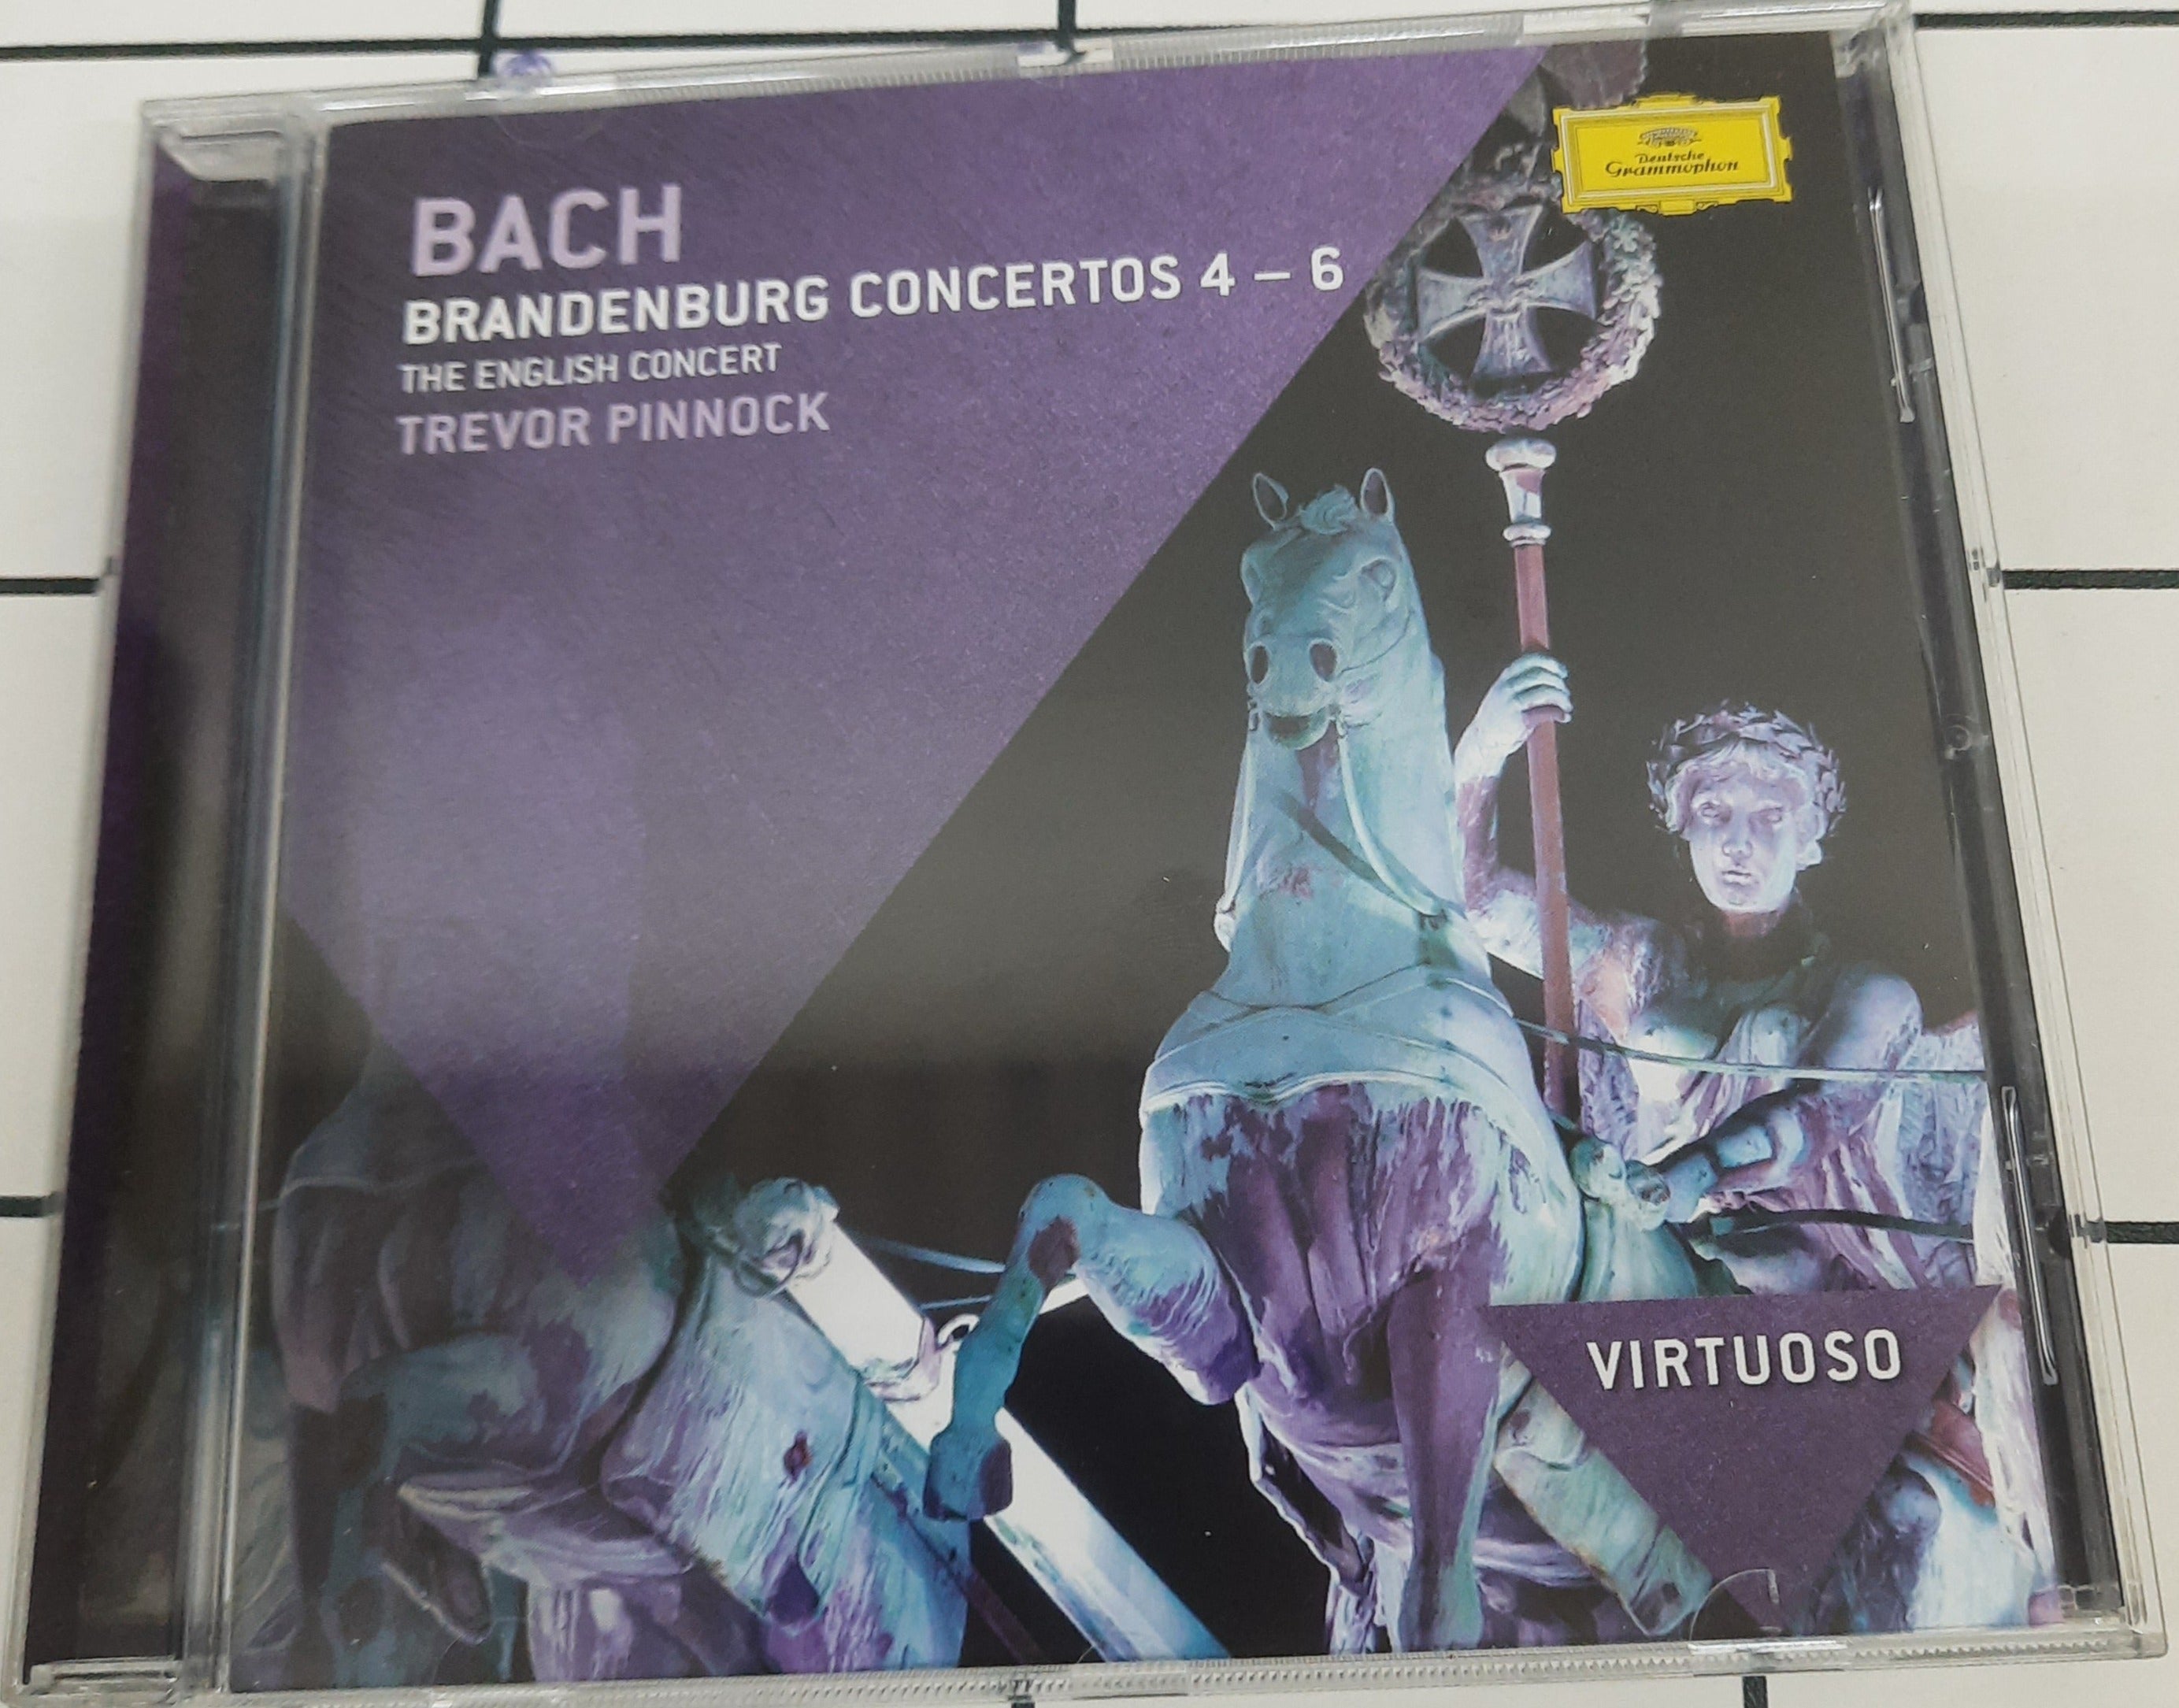 BACH
BRANDENBURG CONCERTOS 4 – 6
THE ENGLISH CONCERT
TREVOR PINNOCK
Deutsche
Grammophon
VIRTUOSO